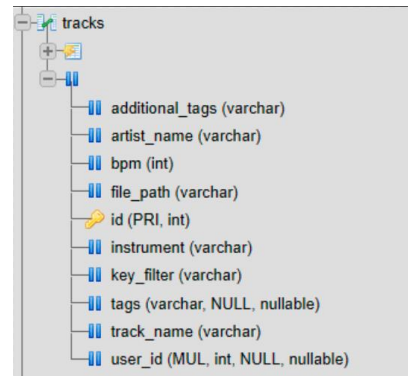 tracks
additional_tags (varchar)
artist_name (varchar)
bpm (int)
file_path (varchar)
id (PRI, int)
instrument (varchar)
key_filter (varchar)
tags (varchar, NULL, nullable)
track_name (varchar)
user_id (MUL, int, NULL, nullable)